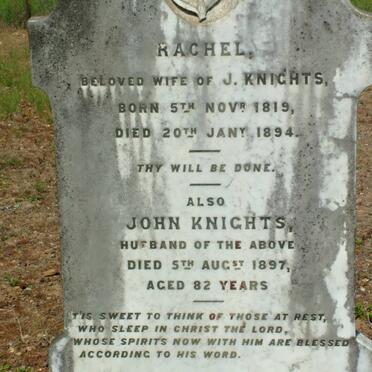 RACHEL,
BELOVED WIFE OF J. KNIGHTS,
BORN 5TH NOVR 1819,
DIED 20TH JANY 1894.
THY WILL BE DONE.
ALSO
JOHN KNIGHTS,
HUSBAND OF THE ABOVE
DIED 5TH AUGST 1897,
AGED 82 YEARS
'TIS SWEET TO THINK OF THOSE AT REST,
WHO SLEEP IN CHRIST THE LORD,
WHOSE SPIRITS NOW WITH HIM ARE BLESSED
ACCORDING TO HIS WORD.